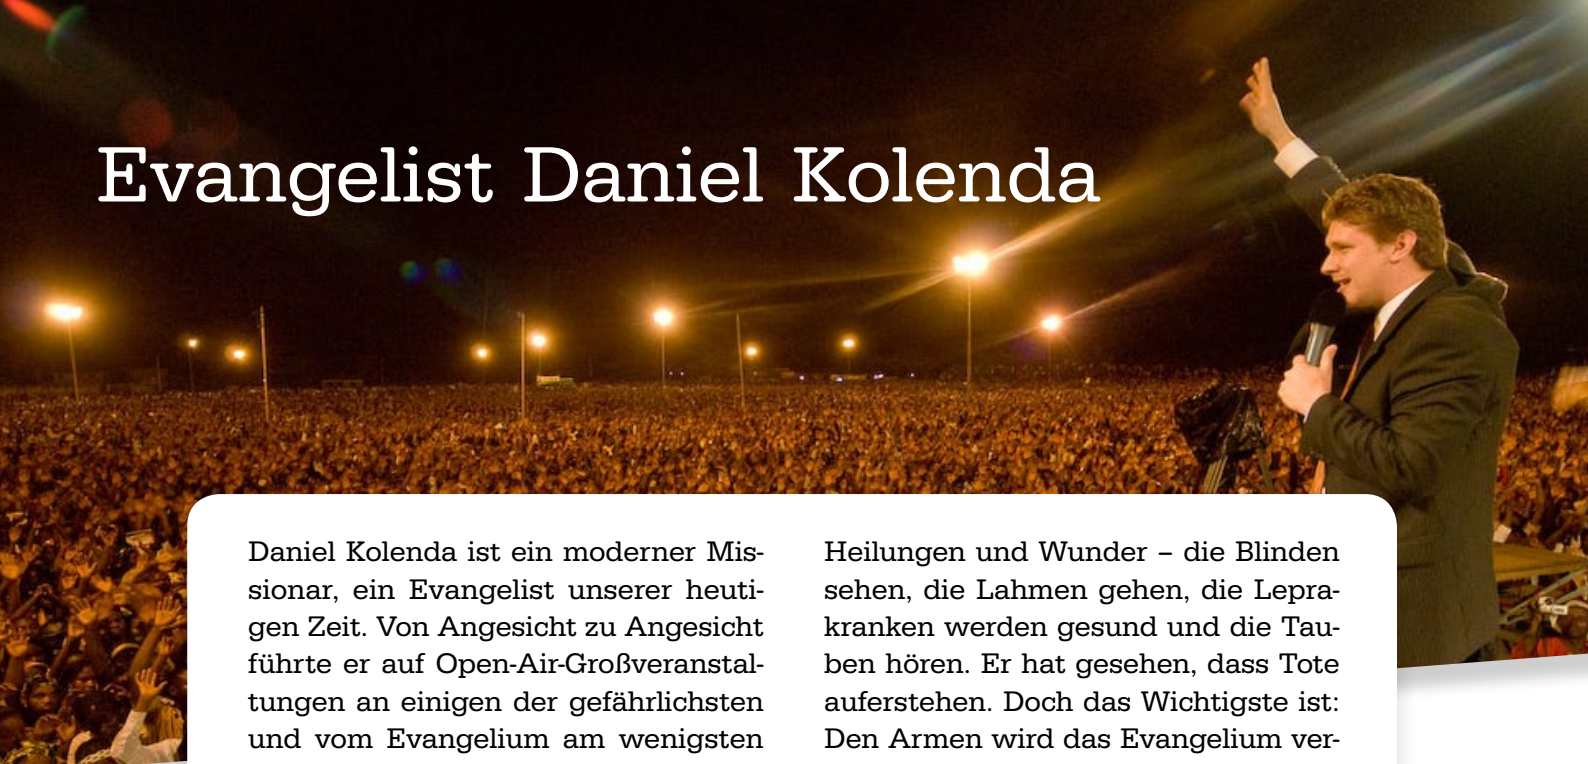 Evangelist Daniel Kolenda
Daniel Kolenda ist ein moderner Mis-
sionar, ein Evangelist unserer heuti-
gen Zeit. Von Angesicht zu Angesicht
führte er auf Open-Air-Großveranstal-
tungen an einigen der gefährlichsten
und vom Evangelium am wenigsten
Heilungen und Wunder – die Blinden
sehen, die Lahmen gehen, die Lepra-
kranken werden gesund und die Tau-
ben hören. Er hat gesehen, dass Tote
auferstehen. Doch das Wichtigste ist:
Den Armen wird das Evangelium ver-